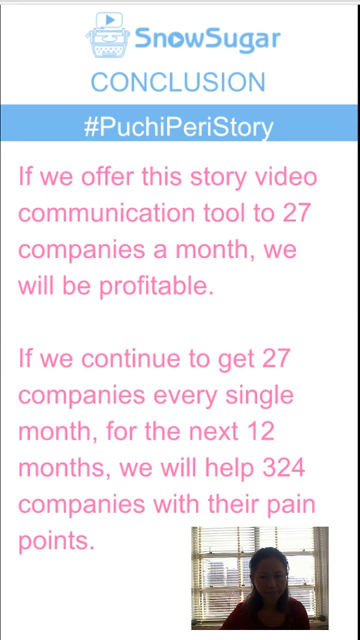 SnowSugar
CONCLUSION
#PuchiPeriStory
If we offer this story video
communication tool to 27
companies a month, we
will be profitable.
If we continue to get 27
companies every single
month, for the next 12
months, we will help 324
companies with their pain
points.